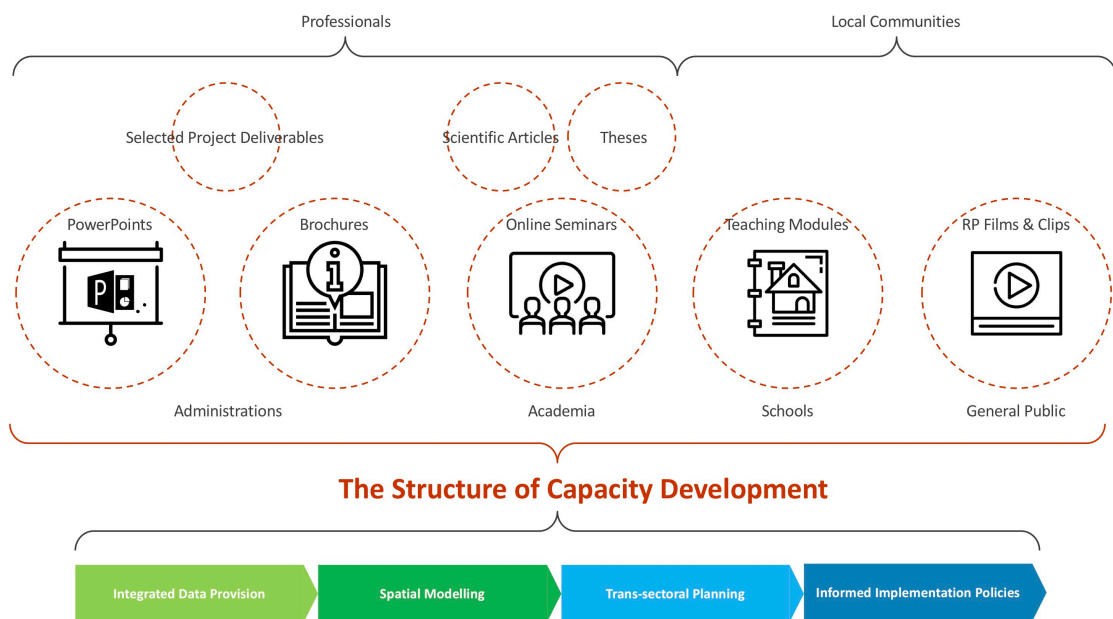 Professionals
Local Communities
Selected Project Deliverables
Scientific Articles
Theses
PowerPoints
Brochures
Online Seminars
Teaching Modules
RP Films & Clips
P
i
Administrations
Academia
Schools
General Public
The Structure of Capacity Development
Integrated Data Provision
Spatial Modelling
Trans-sectoral Planning
Informed Implementation Policies